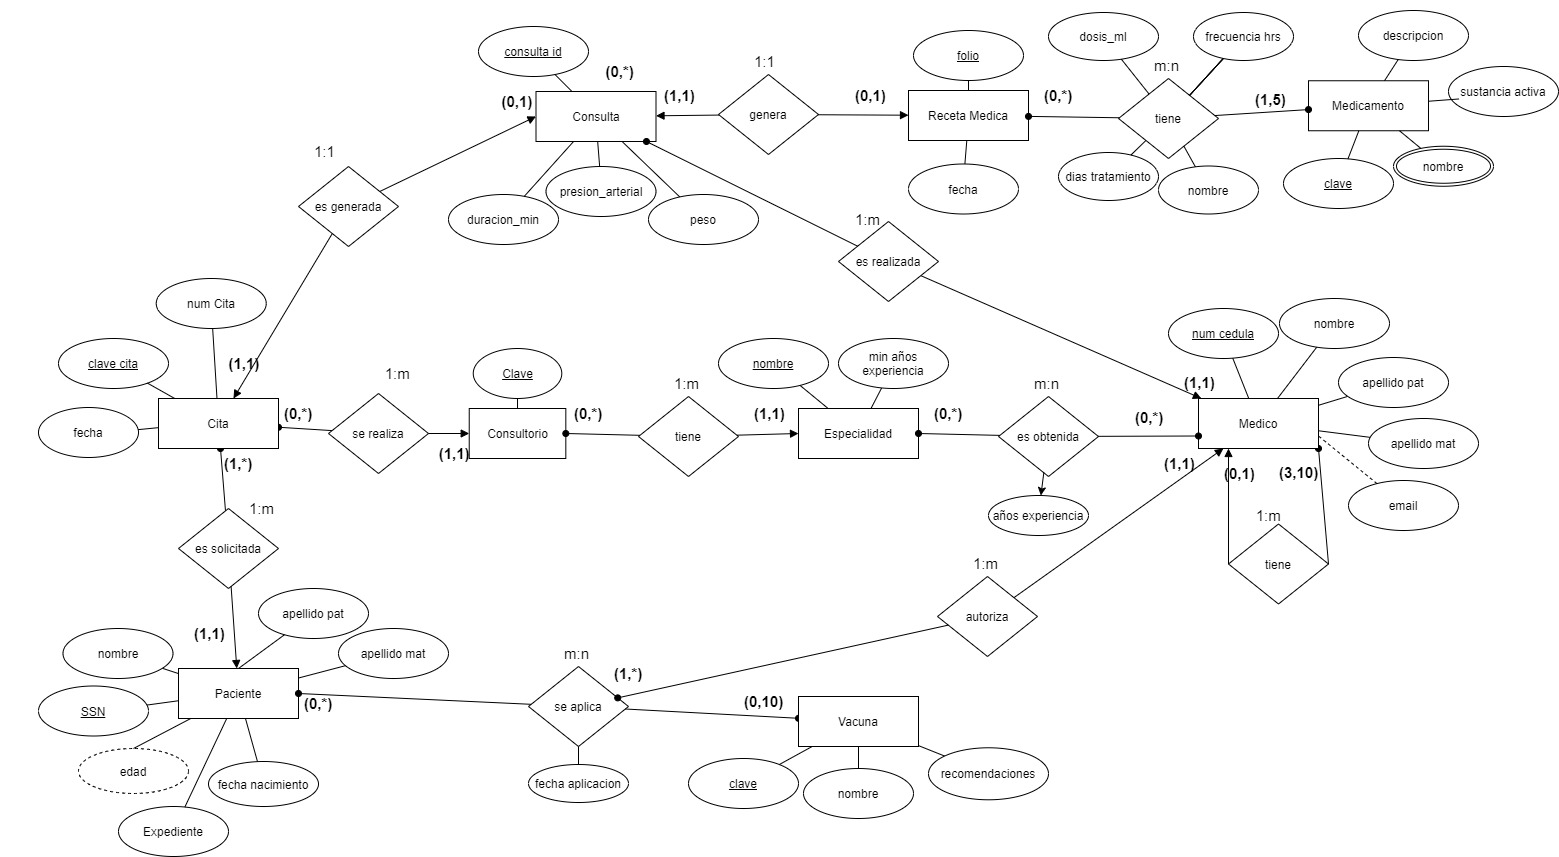 consulta id
(0,*)
(0,1)
Consulta
(1,1)
1:1
genera
(0,1)
folio
Receta Medica
(0,*)
fecha
dosis_ml
frecuencia hrs
m:n
tiene
(1,5)
dias tratamiento
nombre
descripcion
Medicamento
sustancia activa
clave
nombre
1:1
es generada
duracion_min
presion_arterial
peso
1:m
es realizada
num Cita
clave cita
(1,1)
fecha
Cita
(0,*)
(1,*)
1:m
se realiza
(1,1)
Clave
Consultorio
(0,*)
1:m
tiene
(1,1)
nombre
min años
experiencia
Especialidad
(0,*)
m:n
es obtenida
años experiencia
(0,*)
num cedula
nombre
(1,1)
Medico
apellido pat
apellido mat
email
(1,1)
(0,1)
(3,10)
1:m
tiene
1:m
es solicitada
(1,1)
apellido pat
apellido mat
nombre
Paciente
SSN
(0,*)
edad
fecha nacimiento
Expediente
m:n
se aplica
(1,*)
fecha aplicacion
1:m
autoriza
(0,10)
Vacuna
clave
nombre
recomendaciones